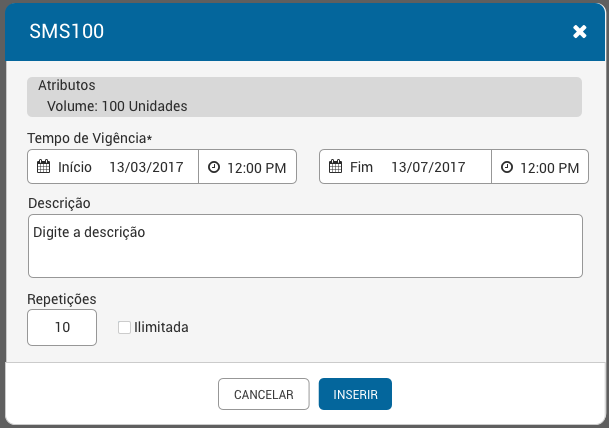 SMS100
Atributos
Volume: 100 Unidades
Tempo de Vigência*
Início 13/03/2017 12:00 PM Fim 13/07/2017 12:00 PM
Descrição
Digite a descrição
Repetições
10 Ilimitada
CANCELAR INSERIR